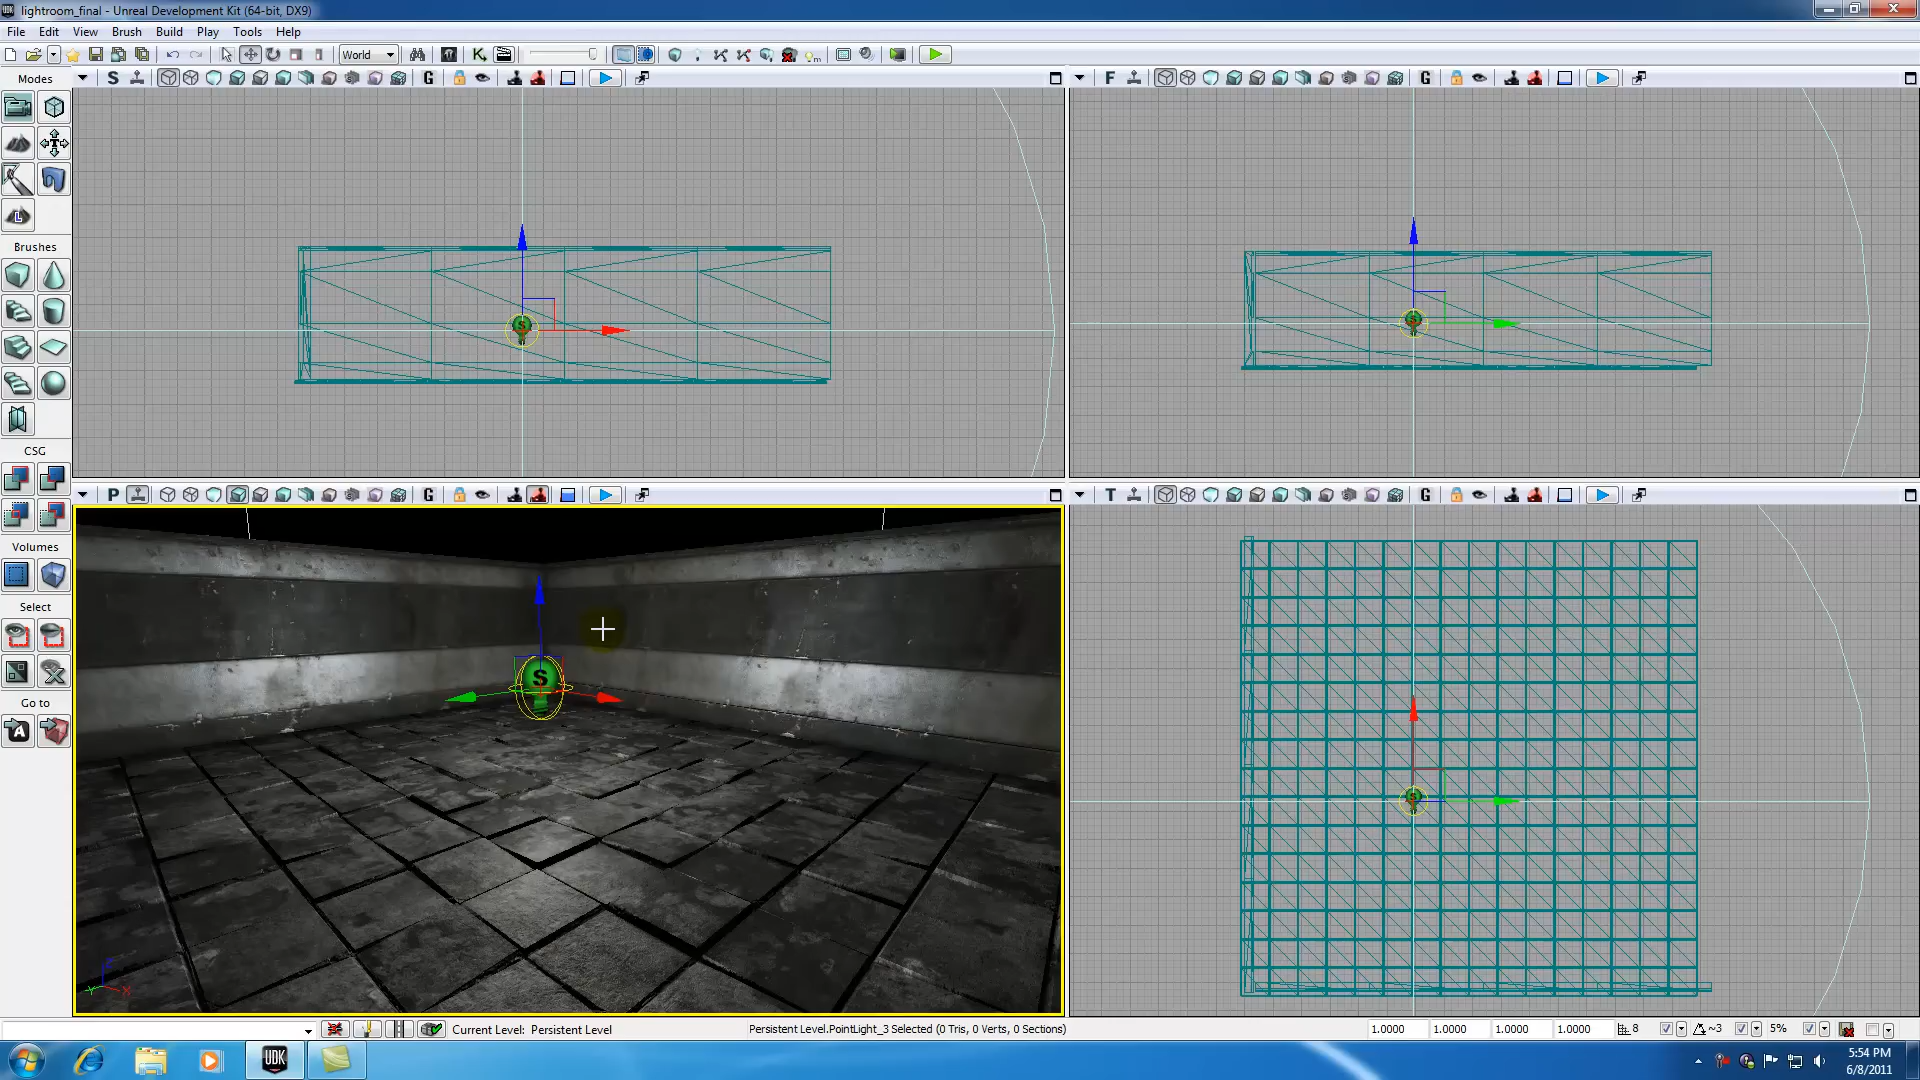 lightroom_final - Unreal Development Kit (64-bit, DX9)
File Edit View Brush Build Play Tools Help
World
Modes
S G
F G
L
Brushes
CSG
P G
T G
Volumes
Select
Go to
A
S
S
S
S
Z
Y X
Current Level: Persistent Level
Persistent Level.PointLight_3 Selected (0 Tris, 0 Verts, 0 Sections)
1.0000 1.0000 1.0000 1.0000 8 ~3 5%
UDK
5:54 PM
6/8/2011